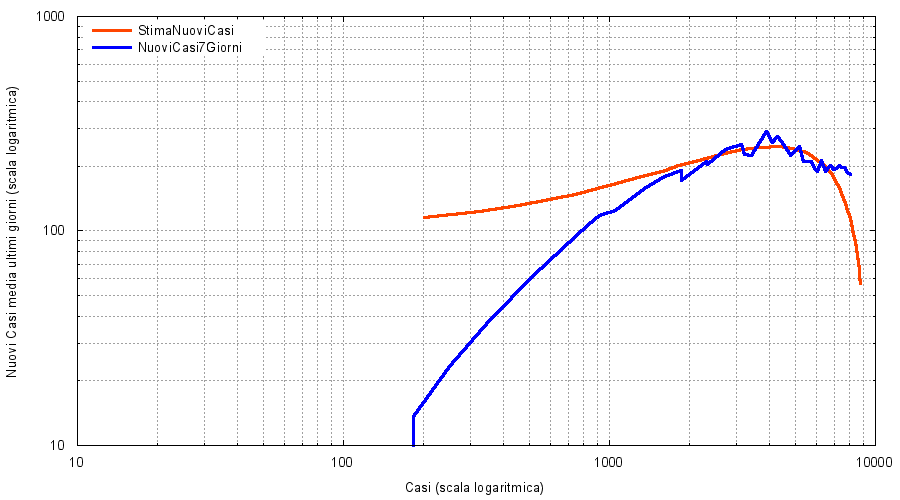 1000
StimaNuoviCasi
NuoviCasi7Giorni
Nuovi Casi media ultimi giorni (scala logaritmica)
100
10
10 100 1000 10000
Casi (scala logaritmica)